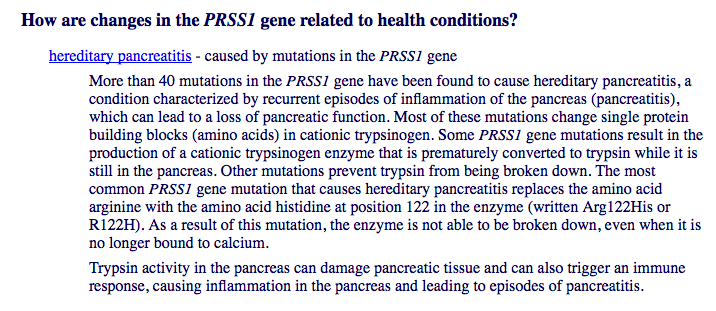 How are changes in the PRSS1 gene related to health conditions?
hereditary pancreatitis - caused by mutations in the PRSS1 gene
More than 40 mutations in the PRSS1 gene have been found to cause hereditary pancreatitis, a
condition characterized by recurrent episodes of inflammation of the pancreas (pancreatitis),
which can lead to a loss of pancreatic function. Most of these mutations change single protein
building blocks (amino acids) in cationic trypsinogen. Some PRSS1 gene mutations result in the
production of a cationic trypsinogen enzyme that is prematurely converted to trypsin while it is
still in the pancreas. Other mutations prevent trypsin from being broken down. The most
common PRSS1 gene mutation that causes hereditary pancreatitis replaces the amino acid
arginine with the amino acid histidine at position 122 in the enzyme (written Arg122His or
R122H). As a result of this mutation, the enzyme is not able to be broken down, even when it is
no longer bound to calcium.
Trypsin activity in the pancreas can damage pancreatic tissue and can also trigger an immune
response, causing inflammation in the pancreas and leading to episodes of pancreatitis.